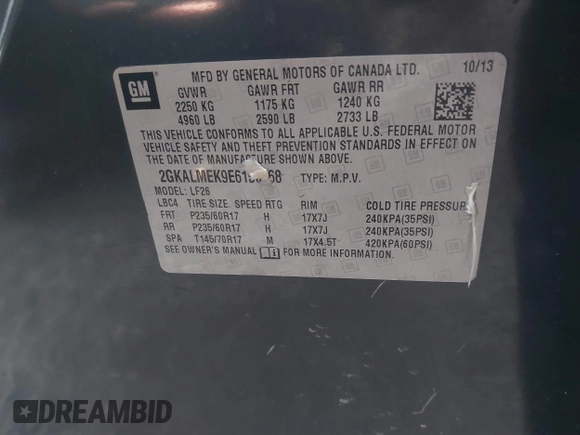 GM
MFD BY GENERAL MOTORS OF CANADA LTD. 10/13
GVWR GAWR FRT GAWR RR
2250 KG 1175 KG 1240 KG
4960 LB 2590 LB 2733 LB
THIS VEHICLE CONFORMS TO ALL APPLICABLE U.S. FEDERAL MOTOR
VEHICLE SAFETY AND THEFT PREVENTION STANDARDS IN EFFECT ON
THE DATE OF MANUFACTURE SHOWN ABOVE.
TYPE: M.P.V.
MODEL: LF26
LBC4 TIRE SIZE SPEED RTG RIM COLD TIRE PRESSURE
FRT P235/60R17 H 17X7J 240KPA(35PSI)
RR P235/60R17 H 17X7J 240KPA(35PSI)
SPA T145/70R17 M 17X4.5T 420KPA(60PSI)
SEE OWNER'S MANUAL FOR MORE INFORMATION.
DREAMBID